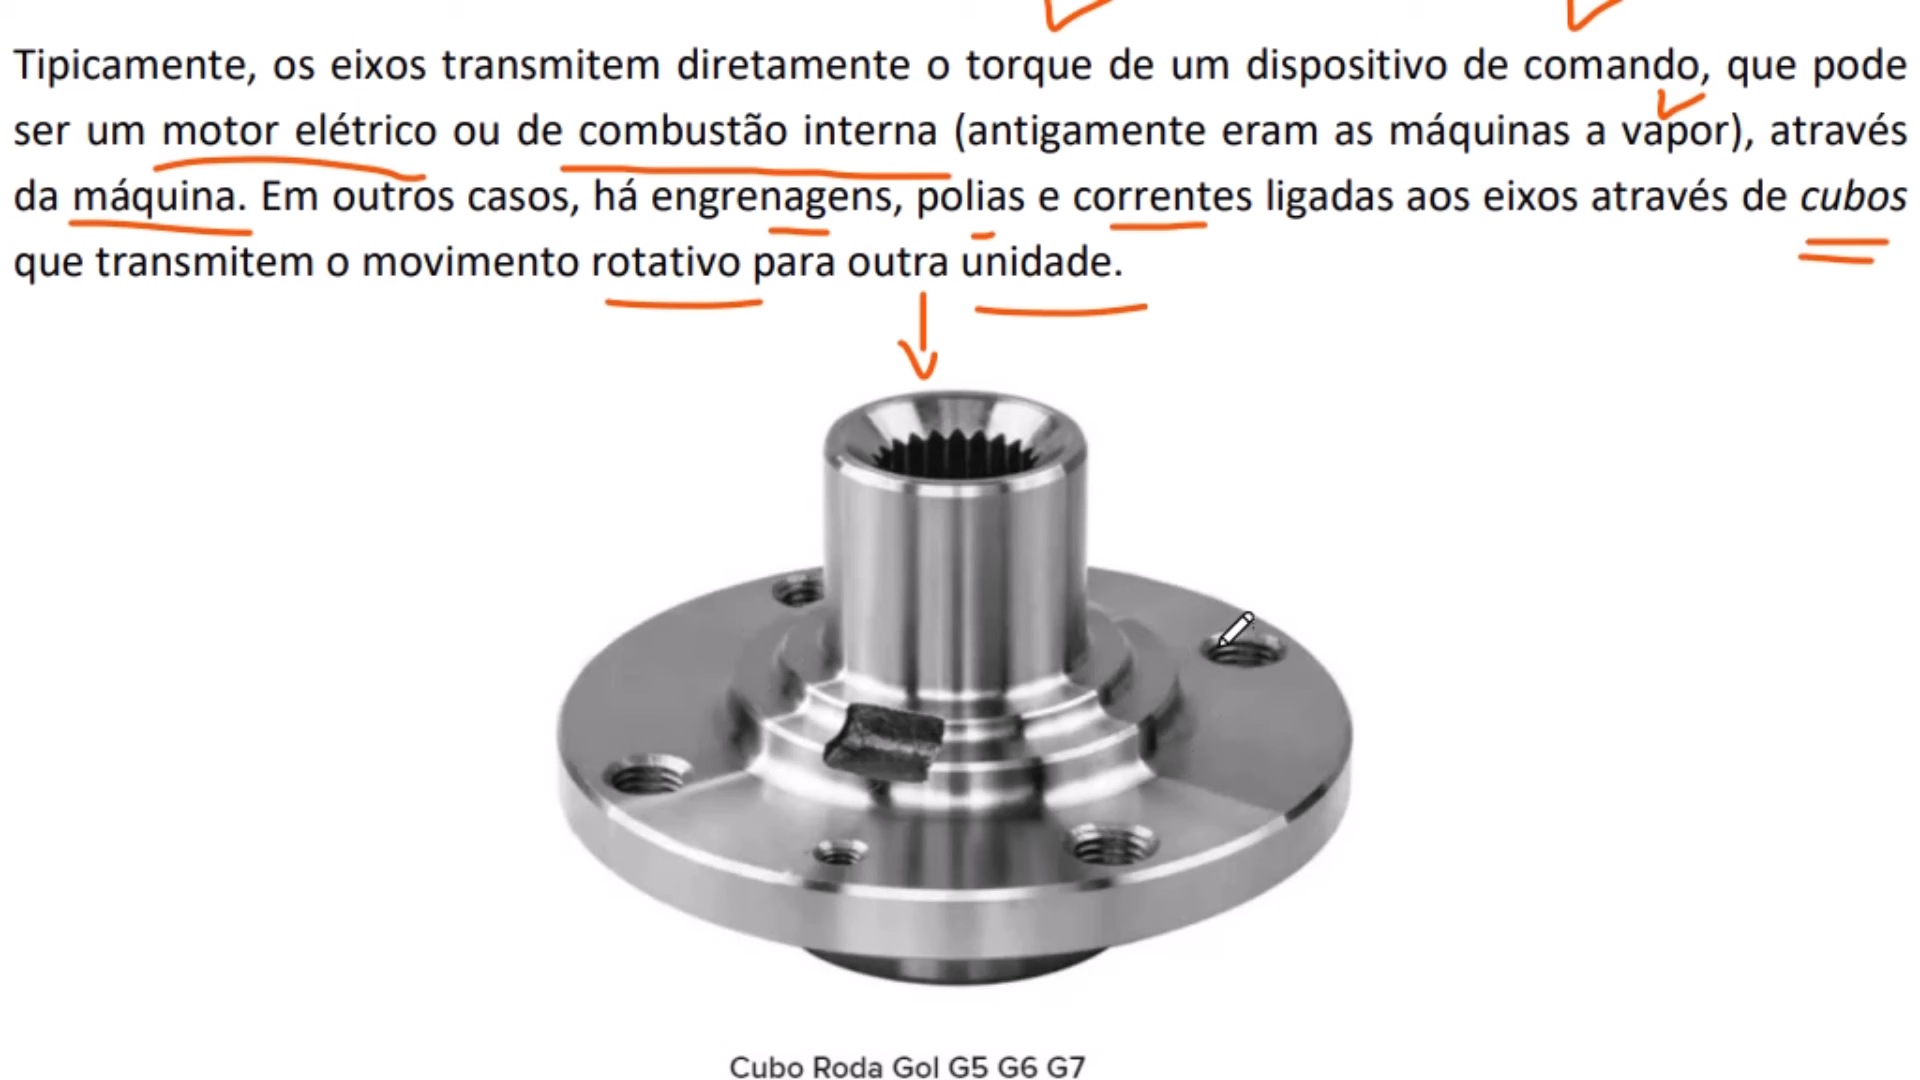 Tipicamente, os eixos transmitem diretamente o torque de um dispositivo de comando, que pode
ser um motor elétrico ou de combustão interna (antigamente eram as máquinas a vapor), através
da máquina. Em outros casos, há engrenagens, polias e correntes ligadas aos eixos através de cubos
que transmitem o movimento rotativo para outra unidade.
Cubo Roda Gol G5 G6 G7